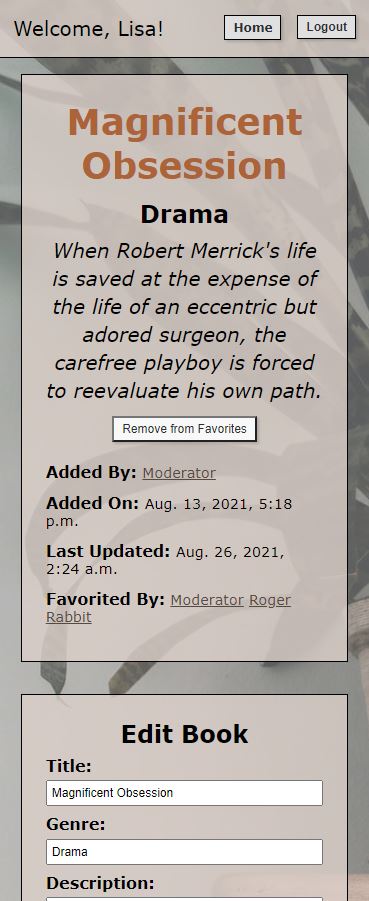 Welcome, Lisa!
Home
Logout
Magnificent
Obsession
Drama
When Robert Merrick's life
is saved at the expense of
the life of an eccentric but
adored surgeon, the
carefree playboy is forced
to reevaluate his own path.
Remove from Favorites
Added By: Moderator
Added On: Aug. 13, 2021, 5:18
p.m.
Last Updated: Aug. 26, 2021,
2:24 a.m.
Favorited By: Moderator Roger
Rabbit
Edit Book
Title:
Magnificent Obsession
Genre:
Drama
Description: